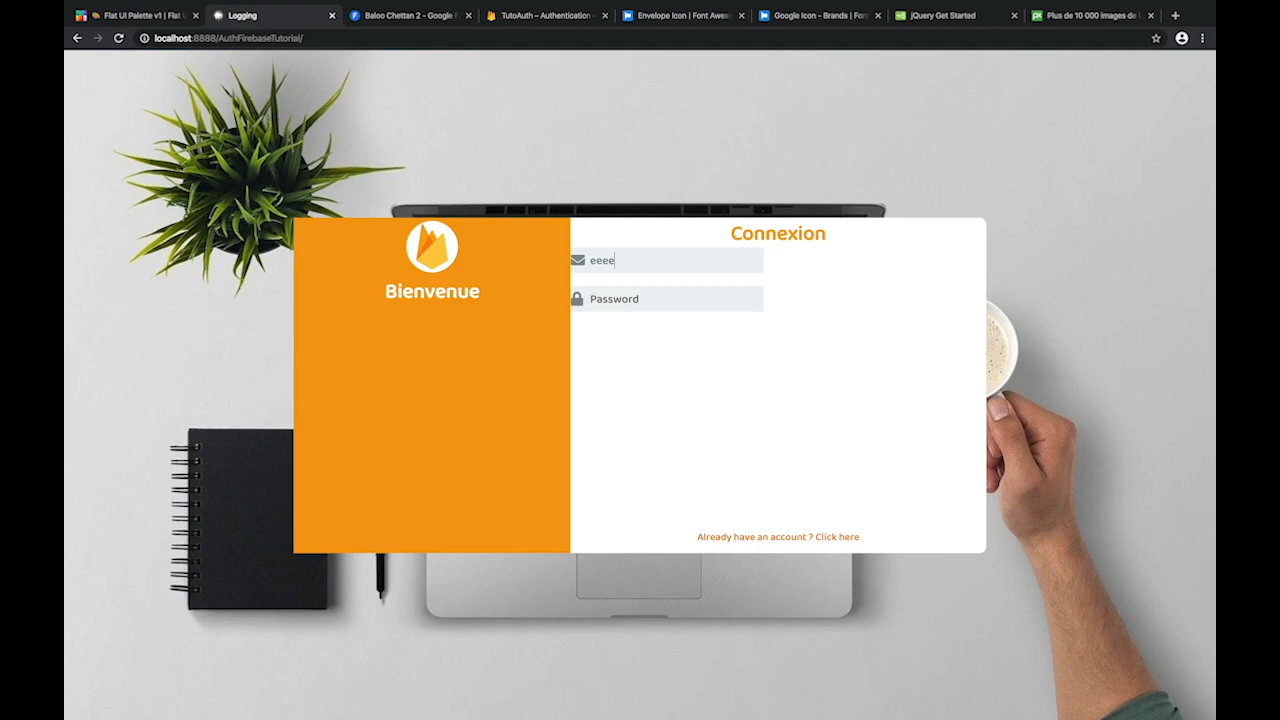 Flat UI Palette v1 | Flat U
Logging
Baloo Chettan 2 - Google F
TutoAuth – Authentication -
Envelope Icon | Font Awes
Google Icon - Brands | Fon
jQuery Get Started
Plus de 10 000 images de
localhost:8888/AuthFirebaseTutorial/
Bienvenue
Connexion
eeee
Password
Already have an account ? Click here